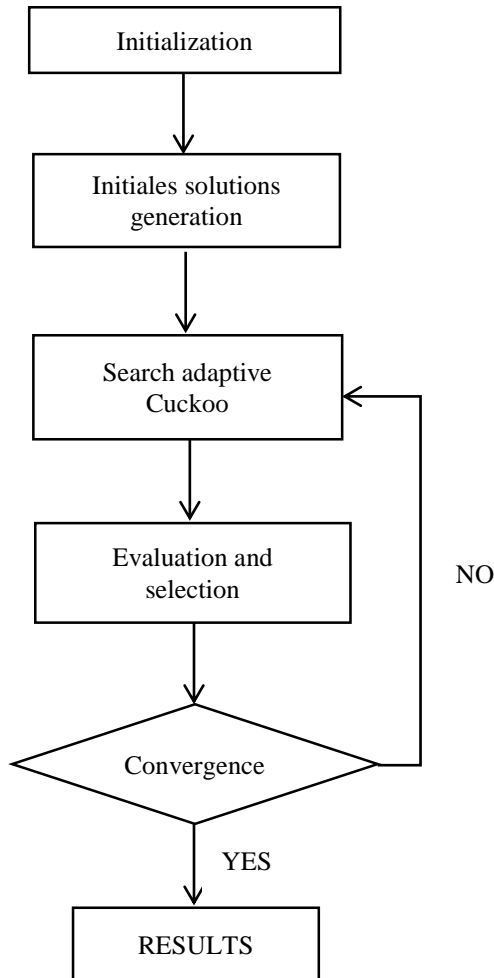 Initialization
Initiales solutions
generation
Search adaptive
Cuckoo
Evaluation and
selection
NO
Convergence
YES
RESULTS